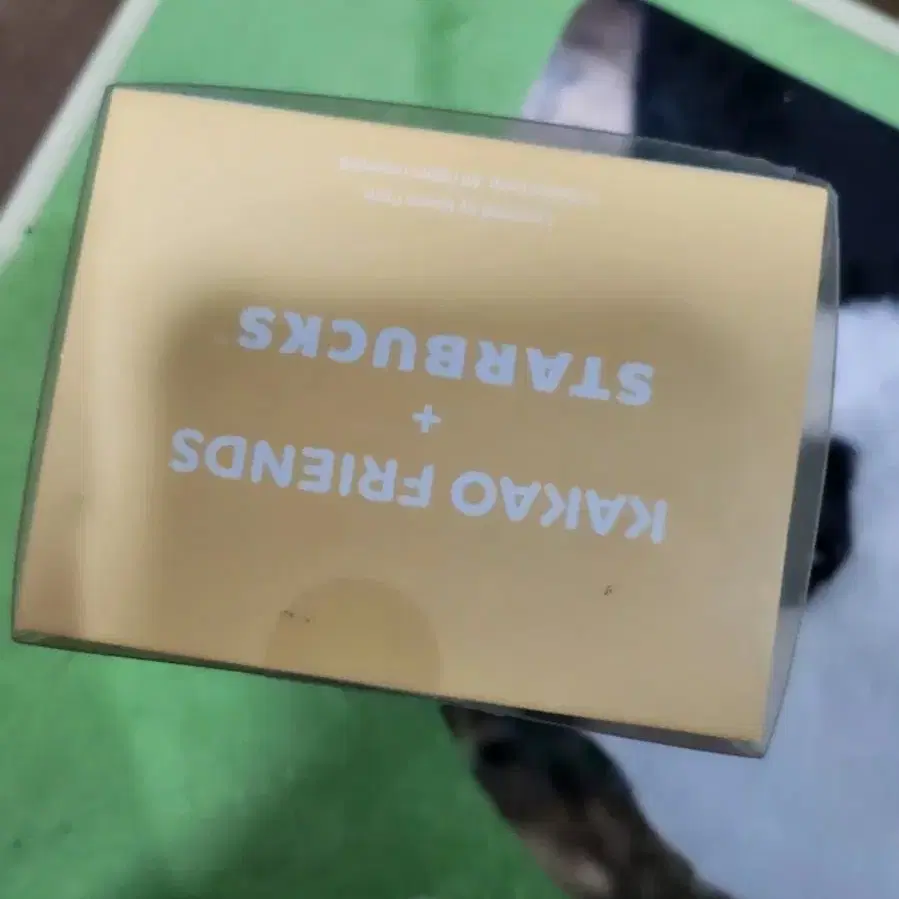 KAKAO FRIENDS
+
STARBUCKS